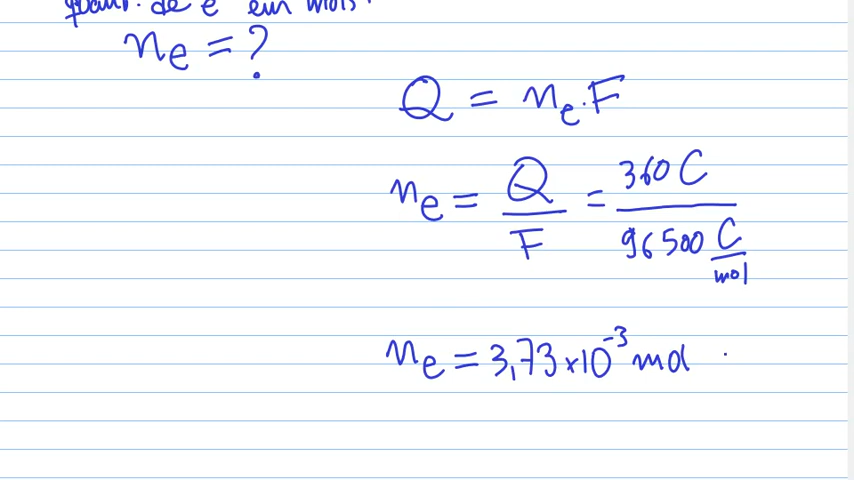 quant. de e em mols.
ne = ?
Q = ne.F
ne = Q/F = 360 C / 96500 C/mol
ne = 3,73 x 10⁻³ mol .